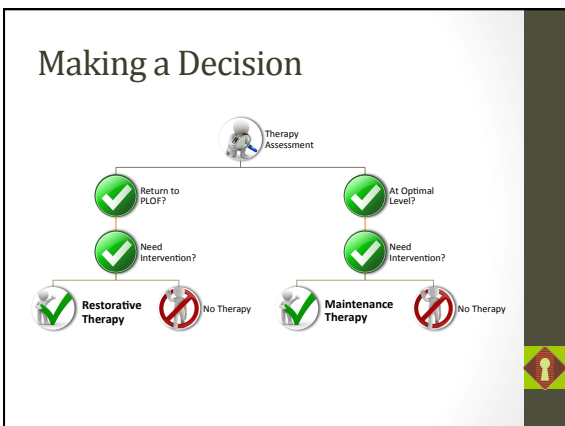 Making a Decision
Therapy
Assessment
Return to
PLOF?
At Optimal
Level?
Need
Intervention?
Need
Intervention?
Restorative
Therapy
No Therapy
Maintenance
Therapy
No Therapy